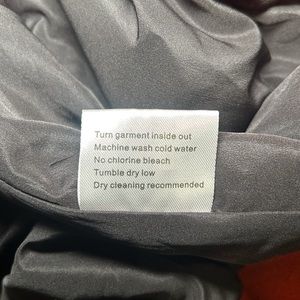 Turn garment inside out
Machine wash cold water
No chlorine bleach
Tumble dry low
Dry cleaning recommended